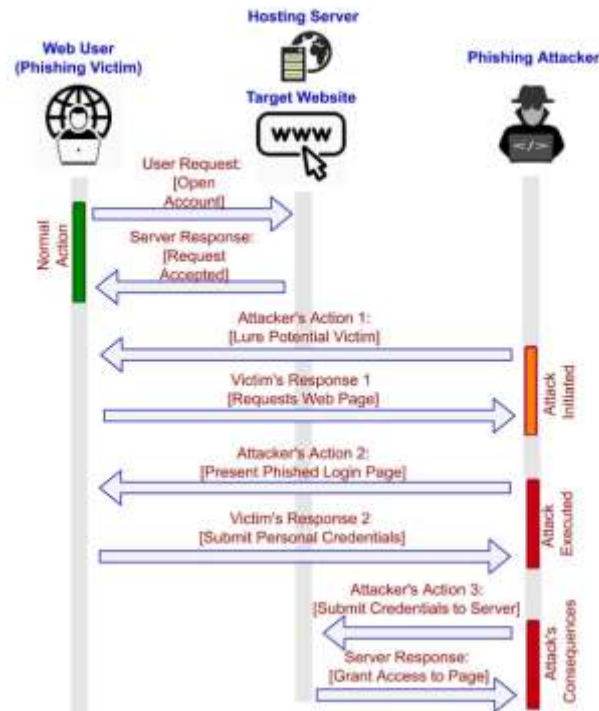 Hosting Server
Web User
(Phishing Victim)
Phishing Attacker
Target Website
www
</>
User Request:
[Open
Account]
Server Response:
[Request
Accepted]
Normal
Action
Attacker's Action 1:
[Lure Potential Victim]
Victim's Response 1
[Requests Web Page]
Attack
Initiated
Attacker's Action 2:
[Present Phished Login Page]
Victim's Response 2
[Submit Personal Credentials]
Attack
Executed
Attacker's Action 3:
[Submit Credentials to Server]
Server Response:
[Grant Access to Page]
Attack's
Consequences